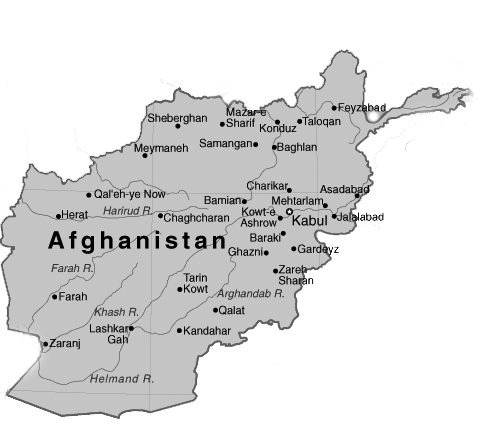 Feyzabad
Mazar-e
Sharif
Sheberghan
Konduz
Taloqan
Meymaneh
Samangan
Baghlan
Charikar
Asadabad
Qal'eh-ye Now
Bamian
Mehtarlam
Herat
Harirud R.
Chaghcharan
Kowt-e
Ashrow
Kabul
Jalalabad
Afghanistan
Baraki
Ghazni
Gardeyz
Farah R.
Zareh
Sharan
Tarin
Kowt
Farah
Arghandab R.
Khash R.
Qalat
Lashkar
Gah
Kandahar
Zaranj
Helmand R.